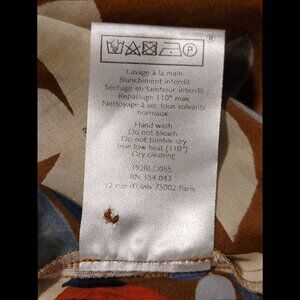 P
®
Lavage à la main
Blanchiment interdit
Séchage en tambour interdit
Repassage 110° max
Nettoyage à sec: tous solvants
normaux
Hand wash
Do not bleach
Do not tumble dry
Iron low heat (110°)
Dry cleaning
RN 154 043
12 rue d'Uzès 75002 Paris